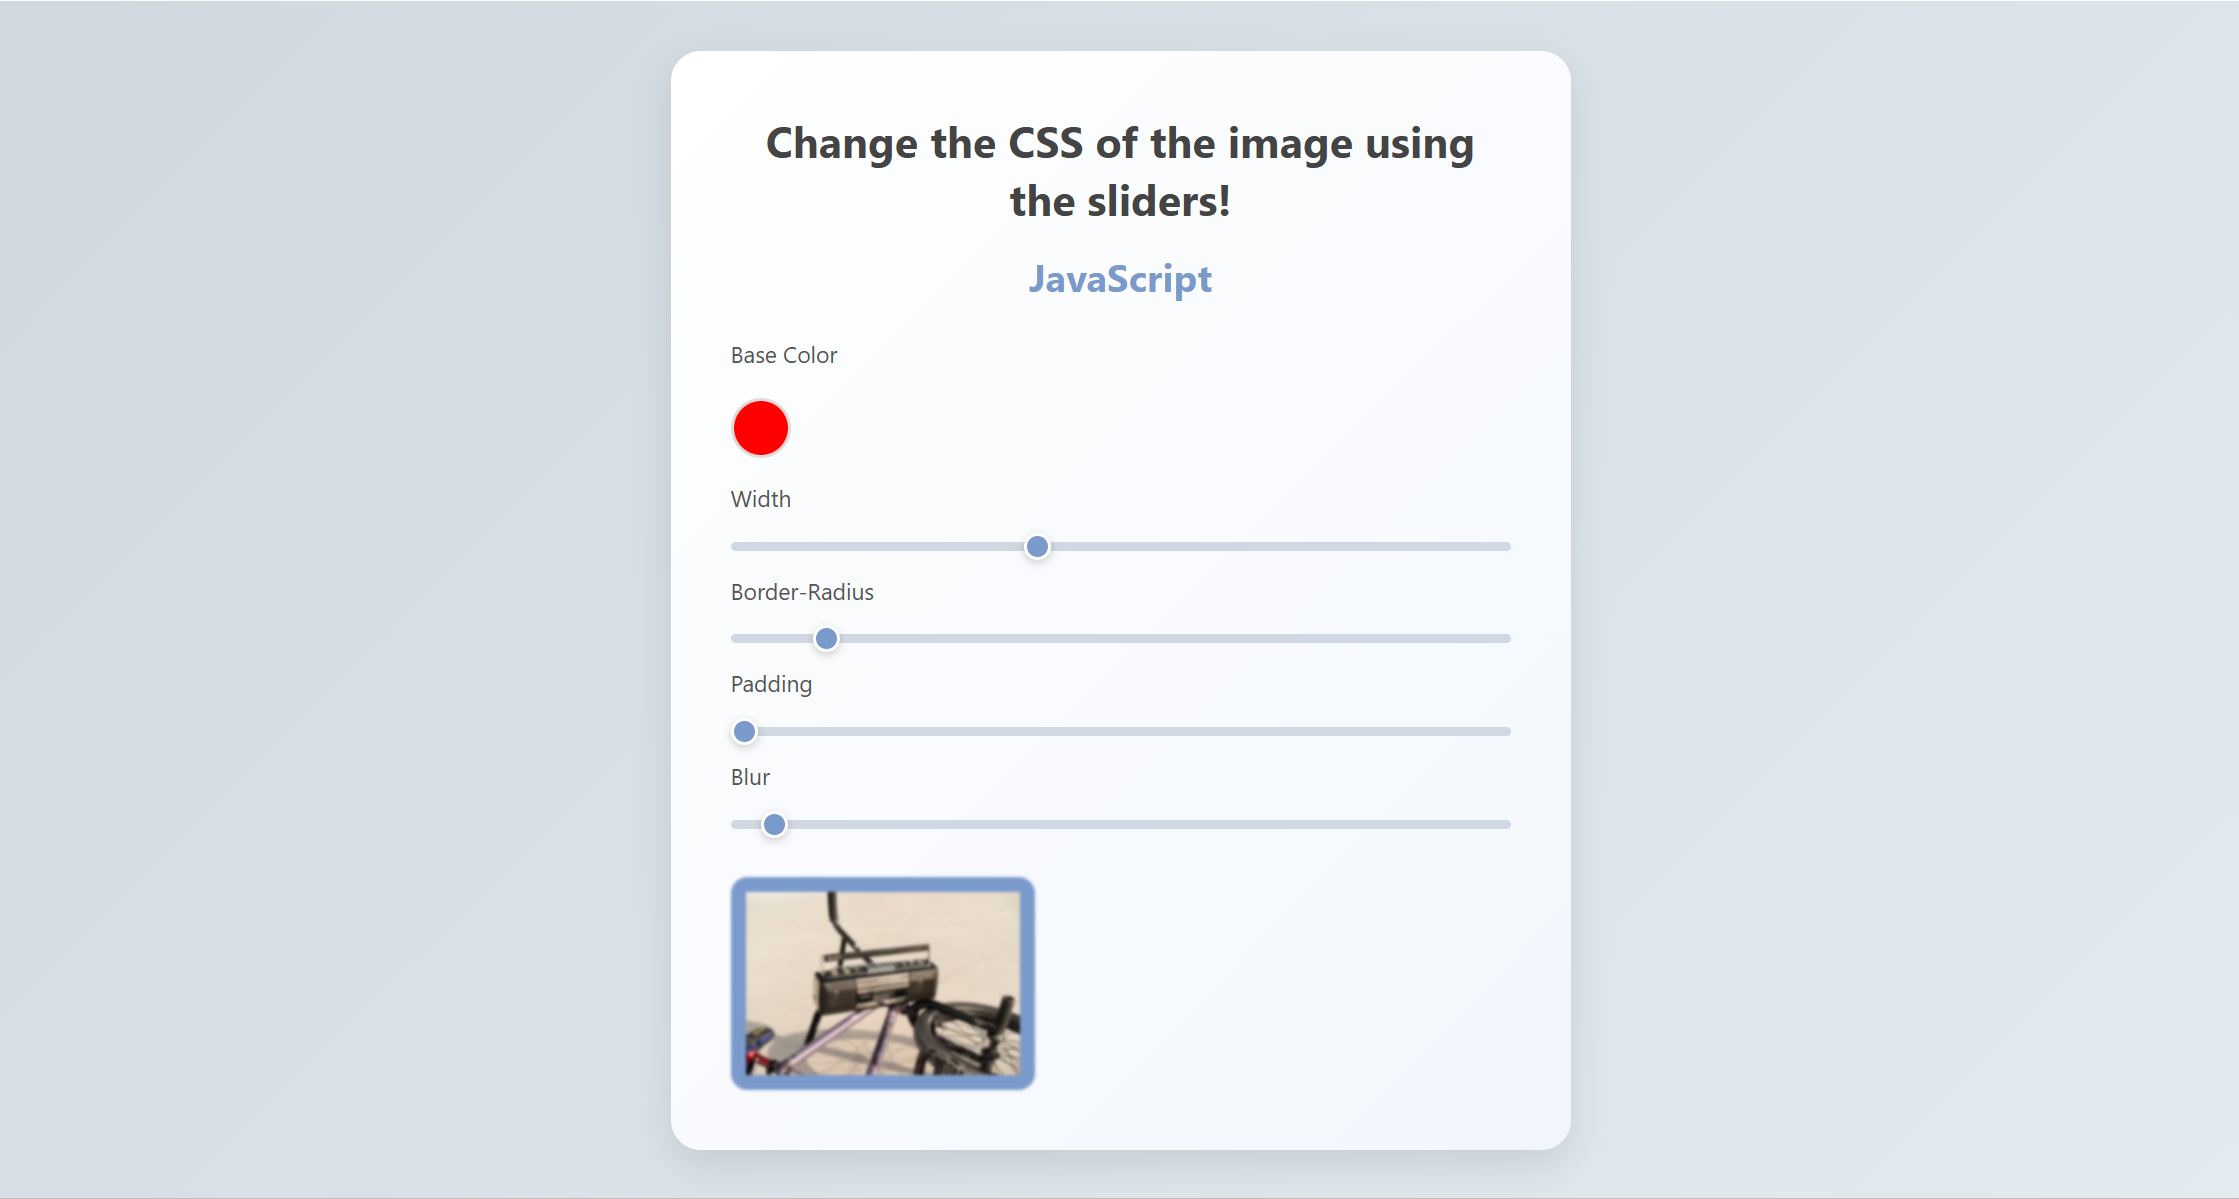 Change the CSS of the image using
the sliders!
JavaScript
Base Color
Width
Border-Radius
Padding
Blur